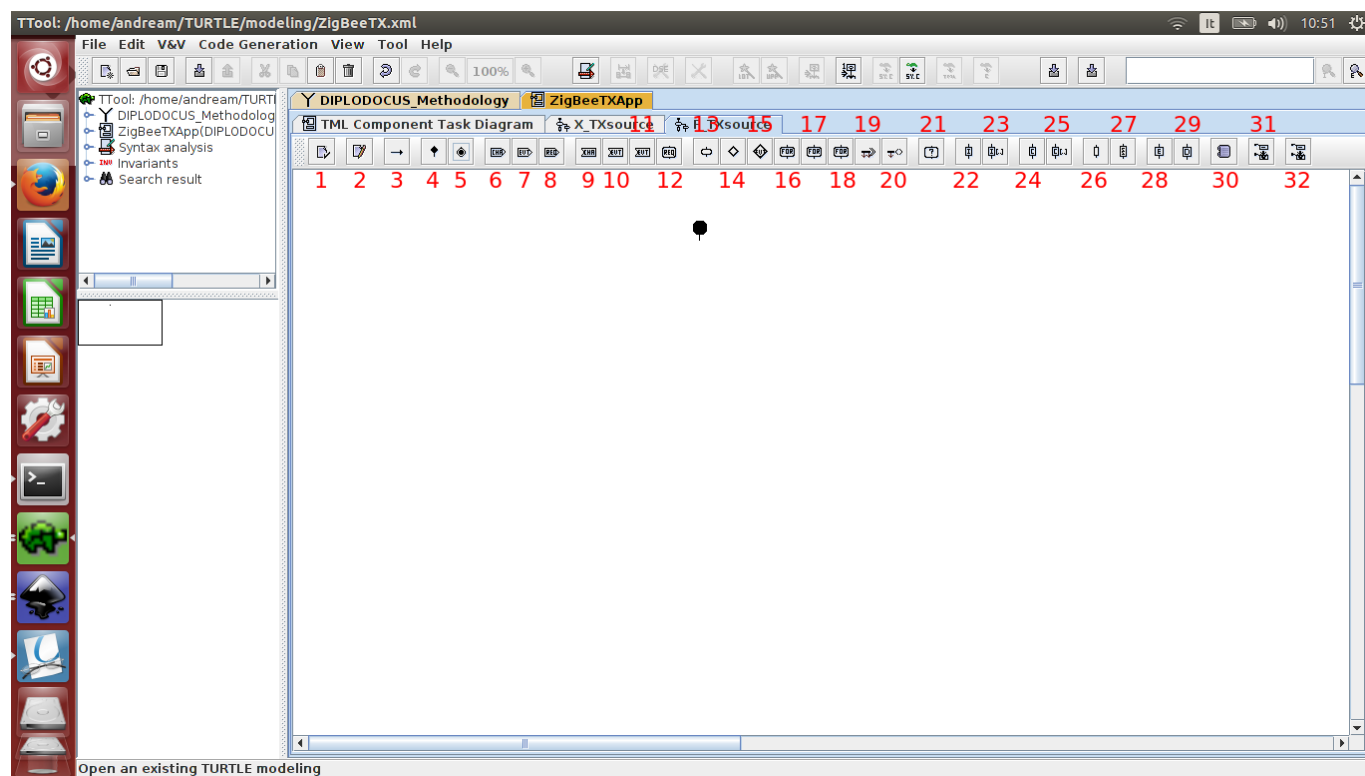 TTool: /home/andream/TURTLE/modeling/ZigBeeTX.xml It 10:51
File Edit V&V Code Generation View Tool Help
100%
TTool: /home/andream/TURTL
DIPLODOCUS_Methodolog
ZigBeeTXApp(DIPLODOCU
Syntax analysis
INV Invariants
Search result
DIPLODOCUS_Methodology ZigBeeTXApp
TML Component Task Diagram X_TXsource F_TXsource
11 13 15 17 19 21 23 25 27 29 31
1 2 3 4 5 6 7 8 9 10 12 14 16 18 20 22 24 26 28 30 32
Open an existing TURTLE modeling